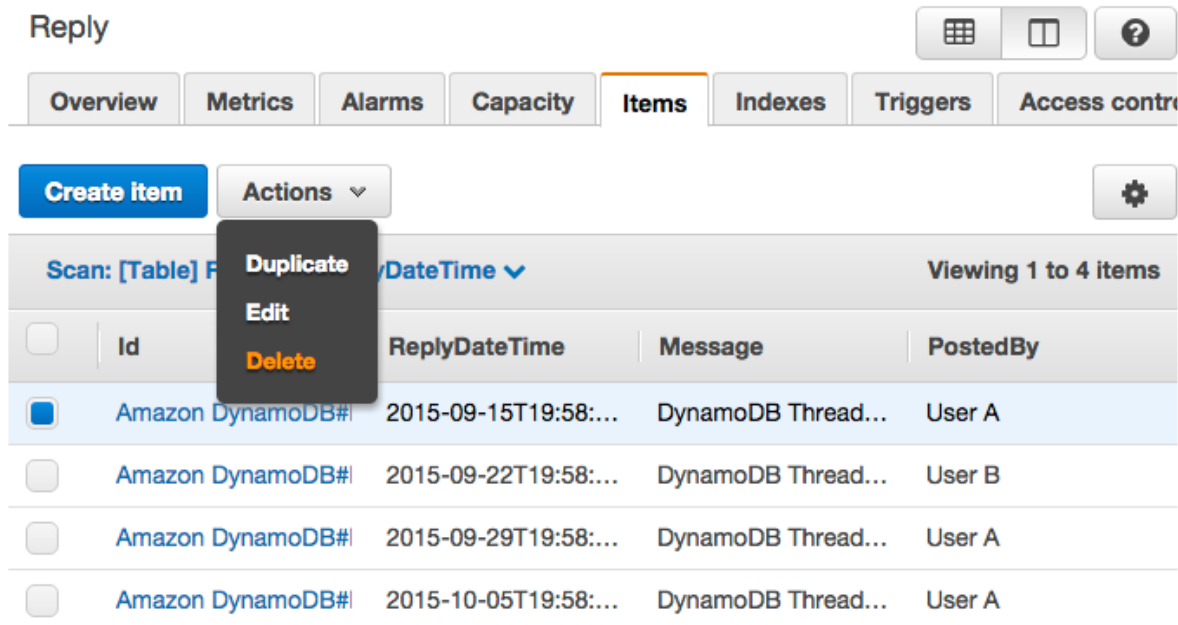 Reply
Overview Metrics Alarms Capacity Items Indexes Triggers Access contr
Create item Actions
Duplicate
Edit
Delete
Scan: [Table] DateTime Viewing 1 to 4 items
Id ReplyDateTime Message PostedBy
Amazon DynamoDB# 2015-09-15T19:58:... DynamoDB Thread... User A
Amazon DynamoDB# 2015-09-22T19:58:... DynamoDB Thread... User B
Amazon DynamoDB# 2015-09-29T19:58:... DynamoDB Thread... User A
Amazon DynamoDB# 2015-10-05T19:58:... DynamoDB Thread... User A